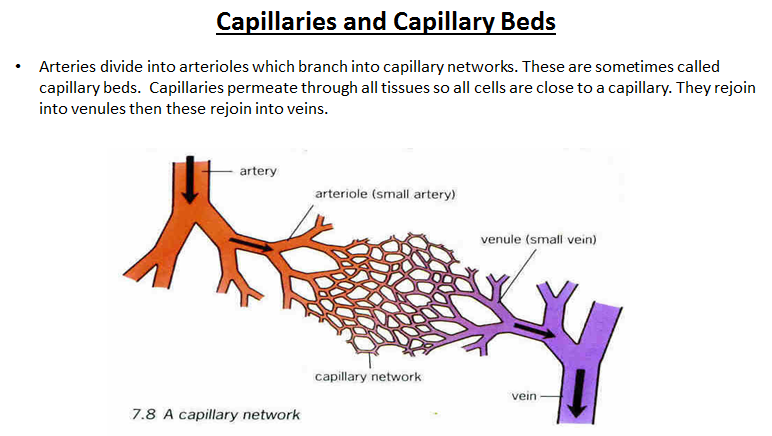 Capillaries and Capillary Beds
• Arteries divide into arterioles which branch into capillary networks. These are sometimes called
capillary beds.  Capillaries permeate through all tissues so all cells are close to a capillary. They rejoin
into venules then these rejoin into veins.
artery
arteriole (small artery)
venule (small vein)
capillary network
vein
7.8 A capillary network